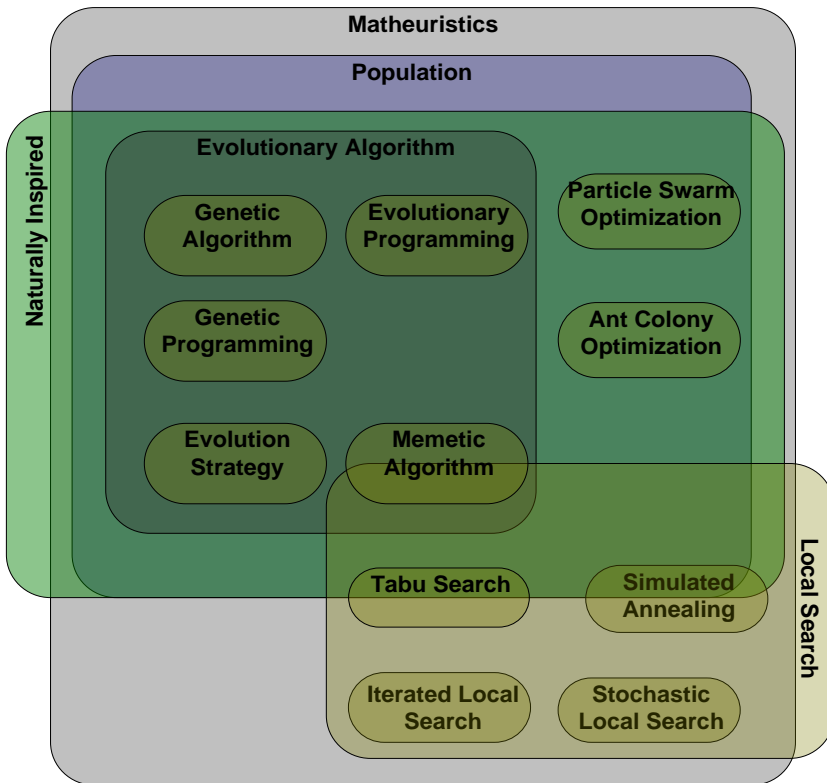 Matheuristics
Population
Naturally Inspired
Evolutionary Algorithm
Genetic
Algorithm
Evolutionary
Programming
Particle Swarm
Optimization
Genetic
Programming
Ant Colony
Optimization
Evolution
Strategy
Memetic
Algorithm
Local Search
Tabu Search
Simulated
Annealing
Iterated Local
Search
Stochastic
Local Search